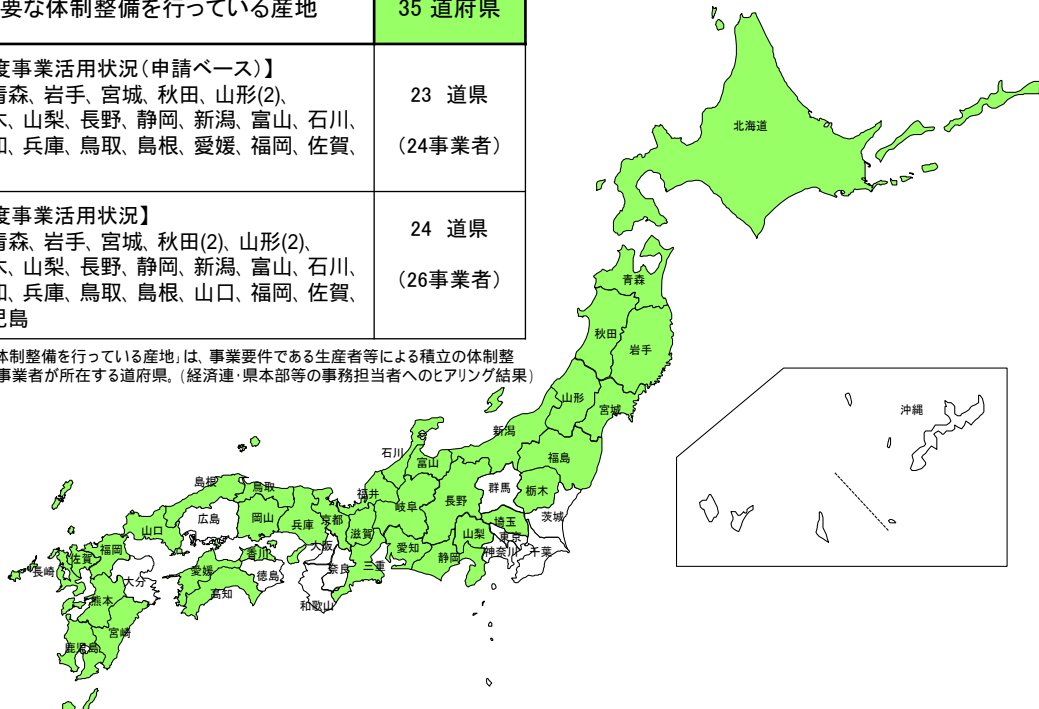 要な体制整備を行っている産地
35 道府県
度事業活用状況(申請ベース)】
青森、岩手、宮城、秋田、山形(2)、
木、山梨、長野、静岡、新潟、富山、石川、
知、兵庫、鳥取、島根、愛媛、福岡、佐賀、
23 道県
(24事業者)
度事業活用状況】
青森、岩手、宮城、秋田(2)、山形(2)、
木、山梨、長野、静岡、新潟、富山、石川、
知、兵庫、鳥取、島根、山口、福岡、佐賀、
児島
24 道県
(26事業者)
体制整備を行っている産地」は、事業要件である生産者等による積立の体制整
事業者が所在する道府県。(経済連・県本部等の事務担当者へのヒアリング結果)
北海道
青森
秋田
岩手
山形
宮城
新潟
福島
石川
富山
群馬
栃木
茨城
福井
岐阜
長野
埼玉
東京
山梨
神奈川
千葉
島根
鳥取
広島
岡山
兵庫
京都
滋賀
愛知
静岡
山口
大阪
奈良
三重
和歌山
香川
愛媛
徳島
高知
福岡
佐賀
長崎
大分
熊本
宮崎
鹿児島
沖縄